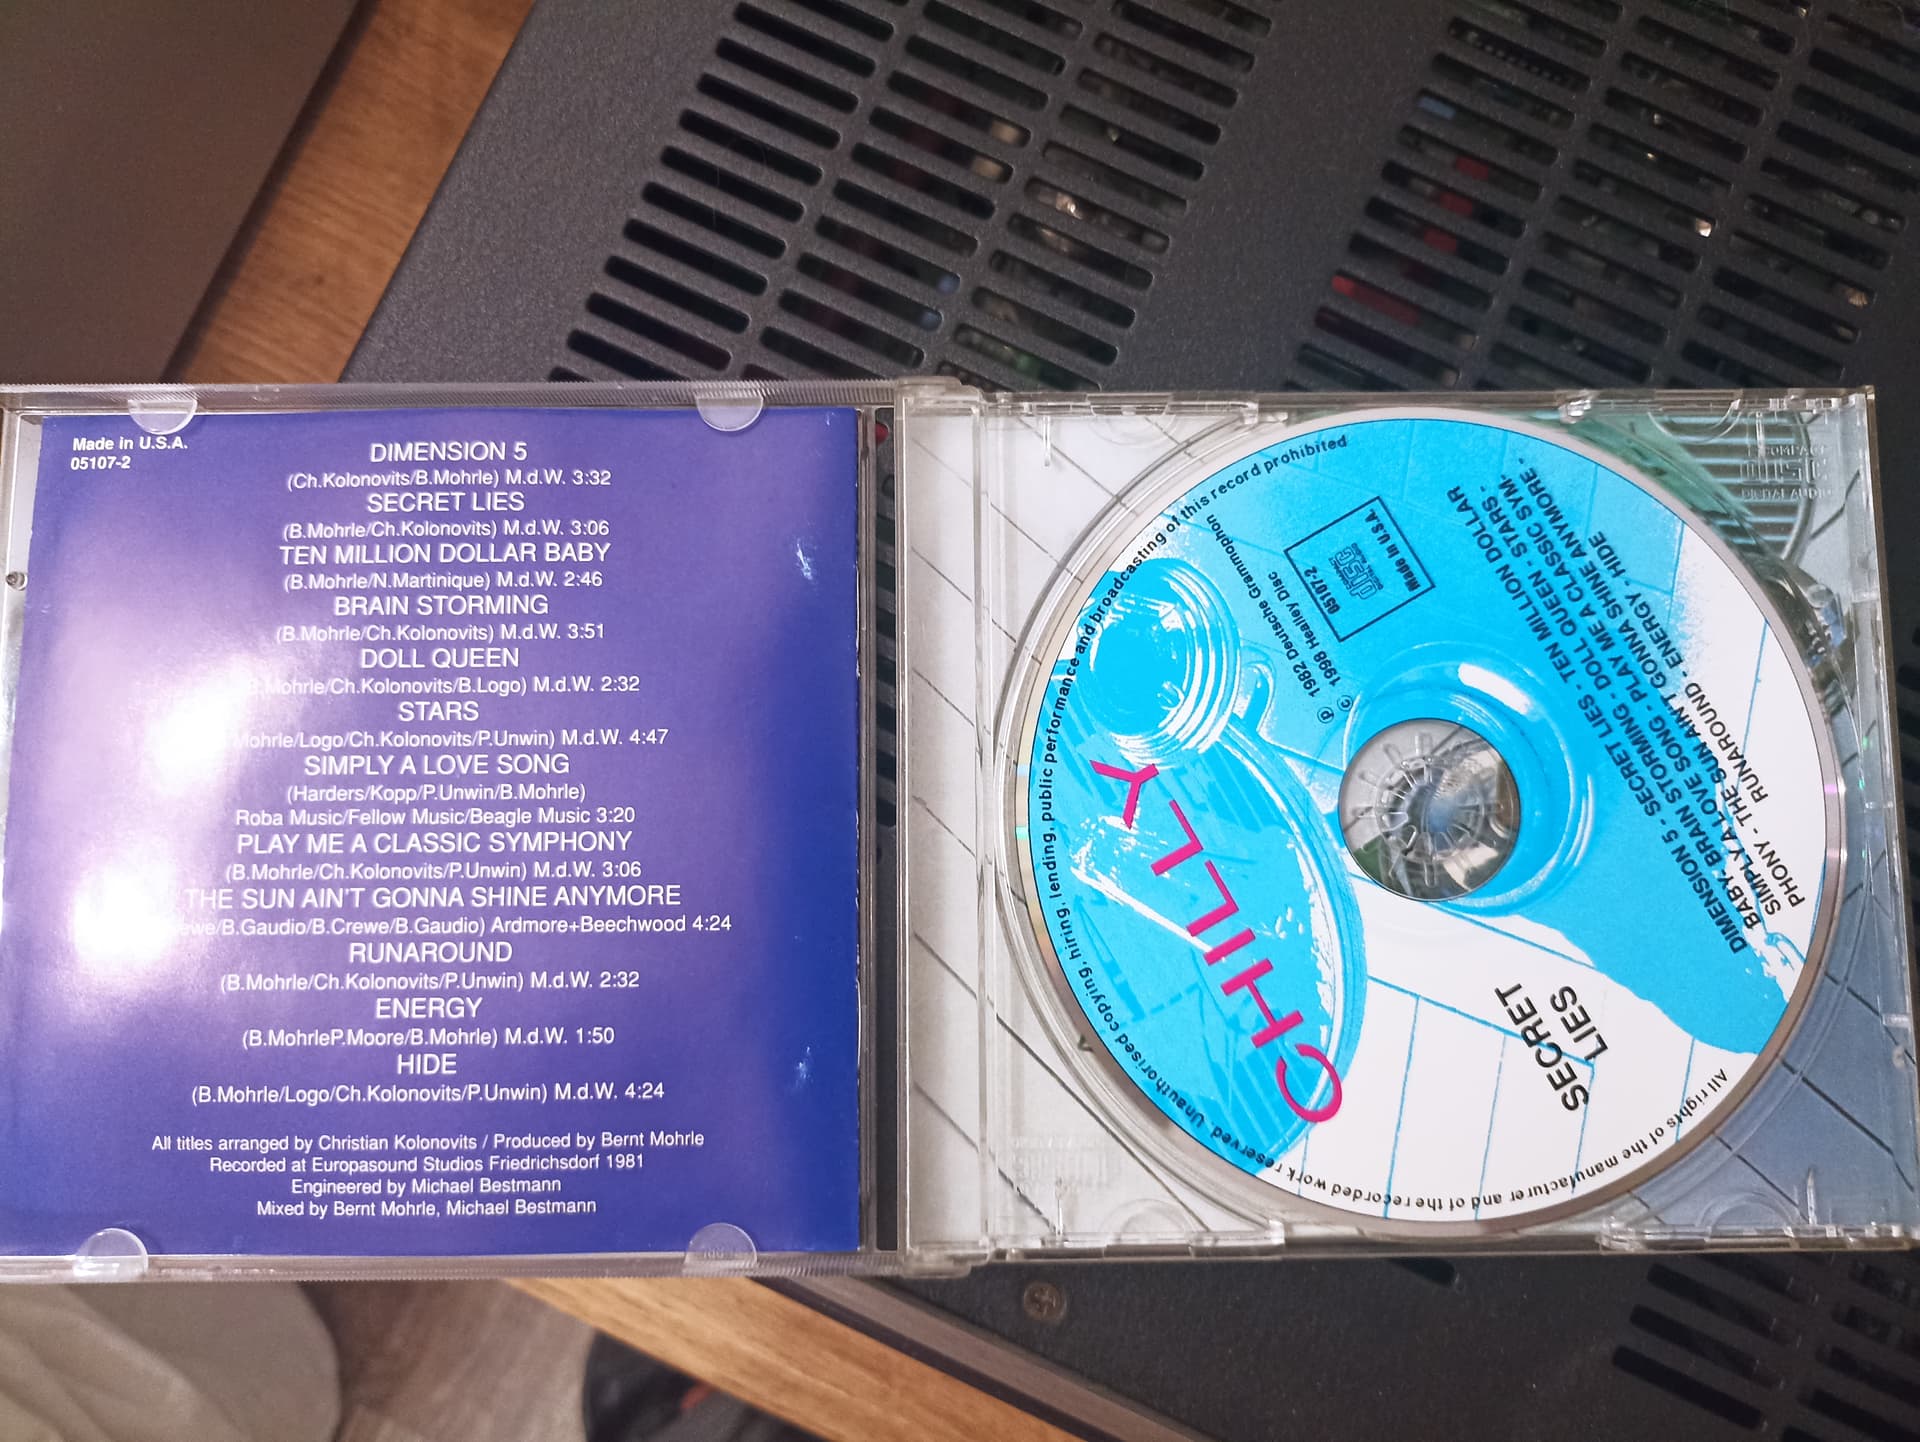 Made in U.S.A.
05107-2
DIMENSION 5
(Ch.Kolonovits/B.Mohrle) M.d.W. 3:32
SECRET LIES
(B.Mohrle/Ch.Kolonovits) M.d.W. 3:06
TEN MILLION DOLLAR BABY
(B.Mohrle/N.Martinique) M.d.W. 2:46
BRAIN STORMING
(B.Mohrle/Ch.Kolonovits) M.d.W. 3:51
DOLL QUEEN
B.Mohrle/Ch.Kolonovits/B.Logo) M.d.W. 2:32
STARS
Mohrle/Logo/Ch.Kolonovits/P.Unwin) M.d.W. 4:47
SIMPLY A LOVE SONG
(Harders/Kopp/P.Unwin/B.Mohrle)
Roba Music/Fellow Music/Beagle Music 3:20
PLAY ME A CLASSIC SYMPHONY
(B.Mohrle/Ch.Kolonovits/P.Unwin) M.d.W. 3:06
THE SUN AIN'T GONNA SHINE ANYMORE
/B.Gaudio/B.Crewe/B.Gaudio) Ardmore+Beechwood 4:24
RUNAROUND
(B.Mohrle/Ch.Kolonovits/P.Unwin) M.d.W. 2:32
ENERGY
(B.MohrleP.Moore/B.Mohrle) M.d.W. 1:50
HIDE
(B.Mohrle/Logo/Ch.Kolonovits/P.Unwin) M.d.W. 4:24
All titles arranged by Christian Kolonovits / Produced by Bernt Mohrle
Recorded at Europasound Studios Friedrichsdorf 1981
Engineered by Michael Bestmann
Mixed by Bernt Mohrle, Michael Bestmann
CHILLY
SECRET
LIES
DIMENSION 5 - SECRET LIES - TEN MILLION DOLLAR
BABY - BRAIN STORMING - DOLL QUEEN - STARS -
SIMPLY A LOVE SONG - PLAY ME A CLASSIC SYM-
PHONY - THE SUN AIN'T GONNA SHINE ANYMORE -
RUNAROUND - ENERGY - HIDE
℗ 1982 Deutsche Grammophon
© 1998 Healley Disc
05107-2
COMPACT
disc
DIGITAL AUDIO
Made in U.S.A.
All rights of the manufacturer and of the recorded work reserved. Unauthorised copying, hiring, lending, public performance and broadcasting of this record prohibited
COMPACT
disc
DIGITAL AUDIO